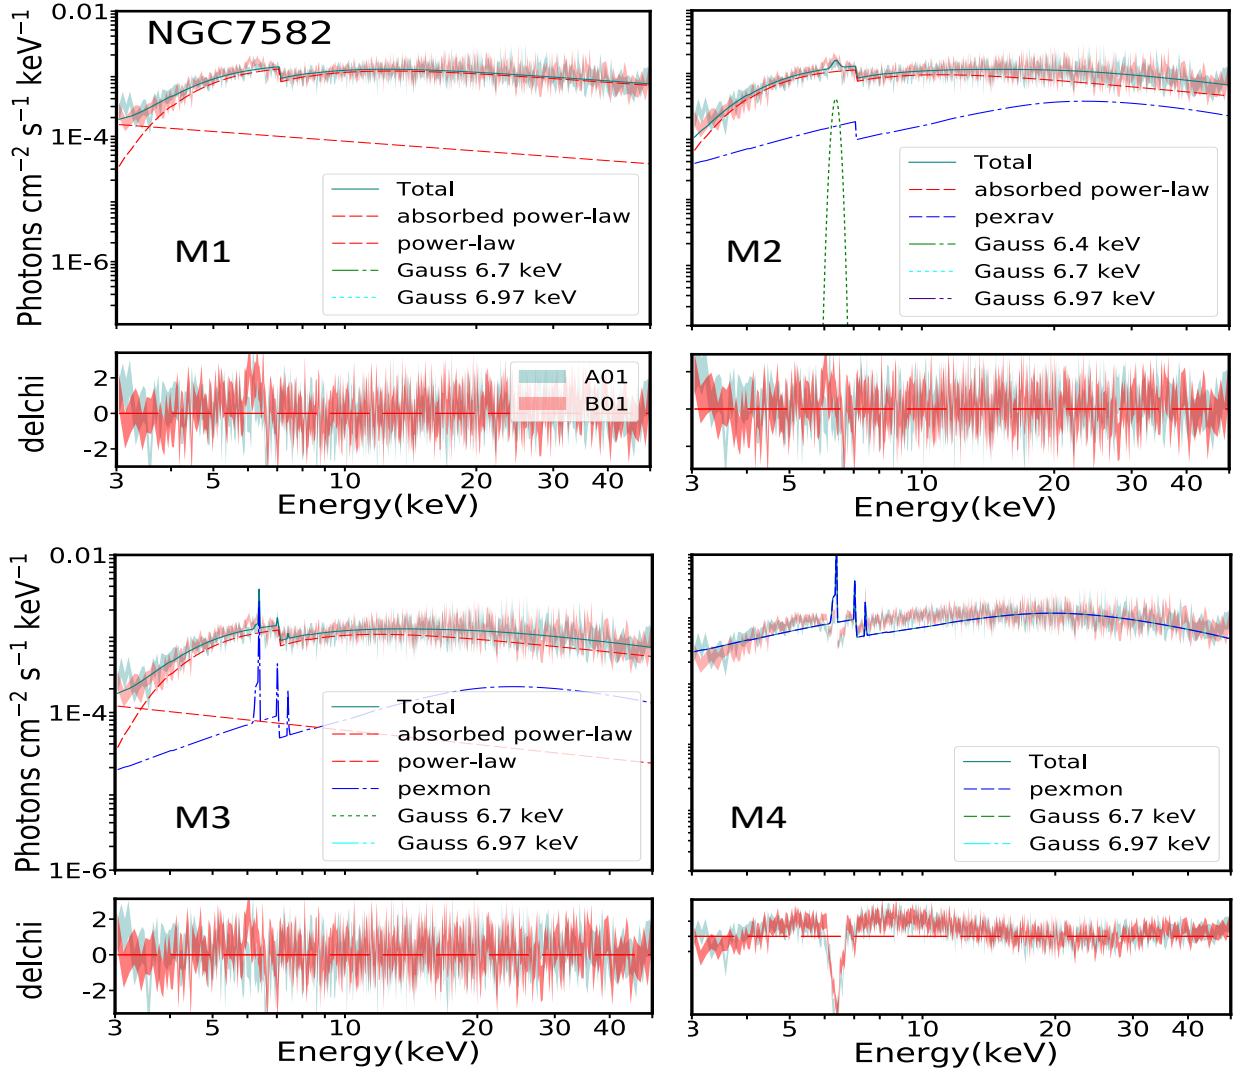 NGC7582
0.01
1E-4
1E-6
Photons cm−2 s−1 keV−1
M1
Total
absorbed power-law
power-law
Gauss 6.7 keV
Gauss 6.97 keV
M2
Total
absorbed power-law
pexrav
Gauss 6.4 keV
Gauss 6.7 keV
Gauss 6.97 keV
delchi
2
0
-2
A01
B01
3 5 10 20 30 40
Energy(keV)
3 5 10 20 30 40
Energy(keV)
0.01
1E-4
1E-6
Photons cm−2 s−1 keV−1
M3
Total
absorbed power-law
power-law
pexmon
Gauss 6.7 keV
Gauss 6.97 keV
M4
Total
pexmon
Gauss 6.7 keV
Gauss 6.97 keV
delchi
2
0
-2
3 5 10 20 30 40
Energy(keV)
3 5 10 20 30 40
Energy(keV)